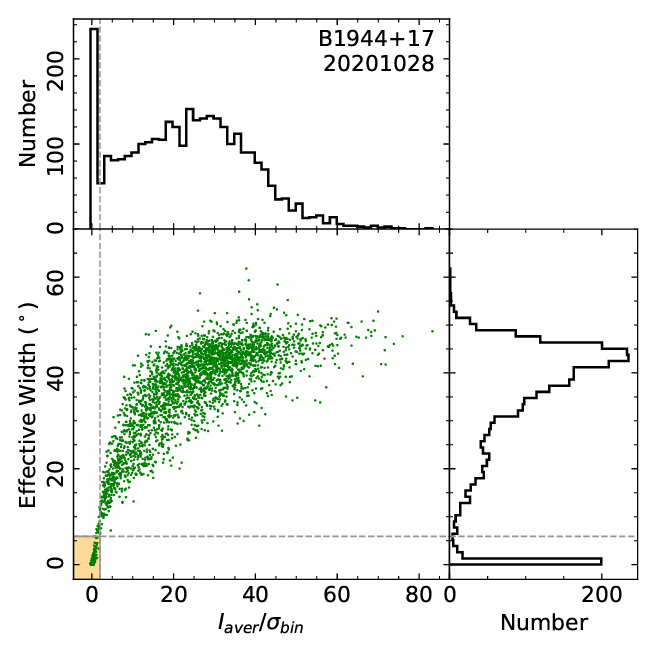 B1944+17
20201028
Number
200
100
0
Effective Width (°)
60
40
20
0
0 20 40 60 80
I_aver/σ_bin
0 200
Number